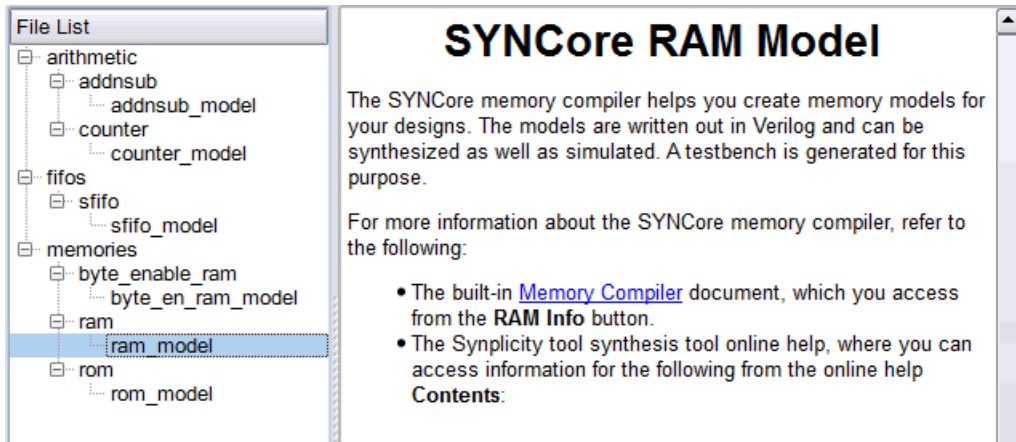 File List
arithmetic
addnsub
addnsub_model
counter
counter_model
fifos
sfifo
sfifo_model
memories
byte_enable_ram
byte_en_ram_model
ram
ram_model
rom
rom_model
SYNCore RAM Model
The SYNCore memory compiler helps you create memory models for
your designs. The models are written out in Verilog and can be
synthesized as well as simulated. A testbench is generated for this
purpose.
For more information about the SYNCore memory compiler, refer to
the following:
• The built-in Memory Compiler document, which you access
from the RAM Info button.
• The Synplicity tool synthesis tool online help, where you can
access information for the following from the online help
Contents: